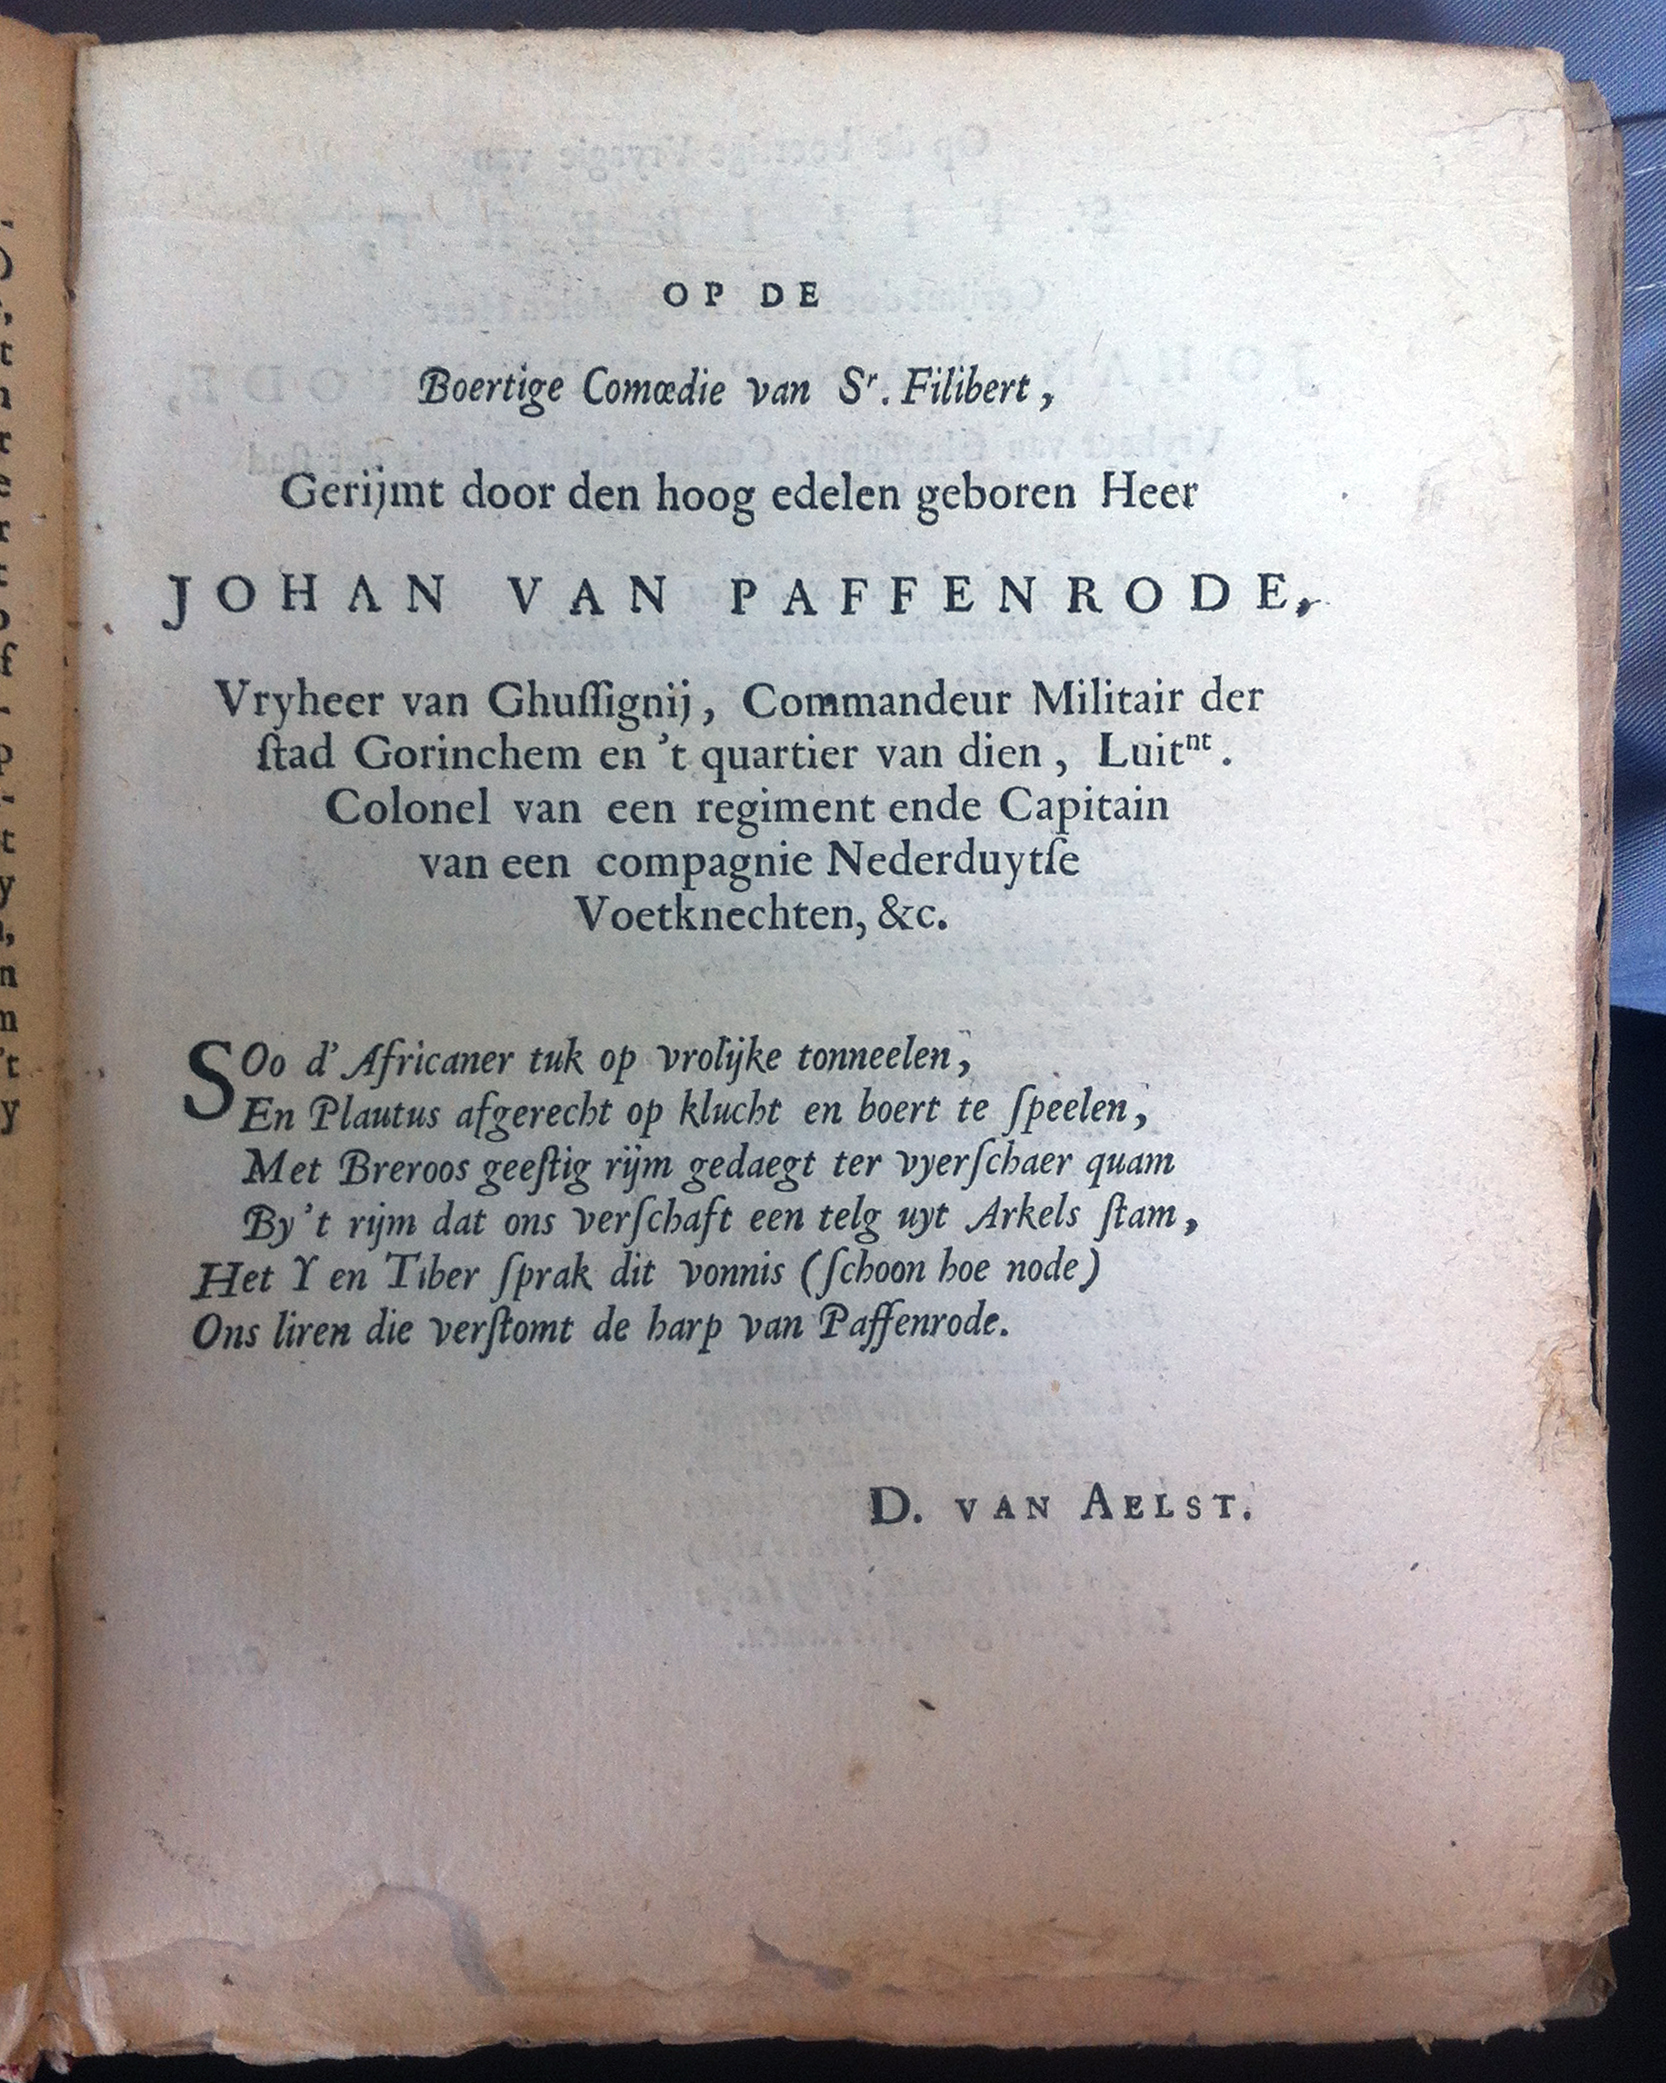 OP DE
Boertige Comœdie van Sr. Filibert,
Gerijmt door den hoog edelen geboren Heer
JOHAN VAN PAFFENRODE,
Vryheer van Ghuſſignij, Commandeur Militair der
ſtad Gorinchem en 't quartier van dien, Luitnt.
Colonel van een regiment ende Capitain
van een compagnie Nederduytſe
Voetknechten, &c.
SOo d' Africaner tuk op vrolijke tonneelen,
En Plautus afgerecht op klucht en boert te ſpeelen,
Met Breroos geeſtig rijm gedaegt ter vyerſchaer quam
By 't rijm dat ons verſchaft een telg uyt Arkels ſtam,
Het Y en Tiber ſprak dit vonnis (ſchoon hoe node)
Ons liren die verſtomt de harp van Paffenrode.
D. VAN AELST.